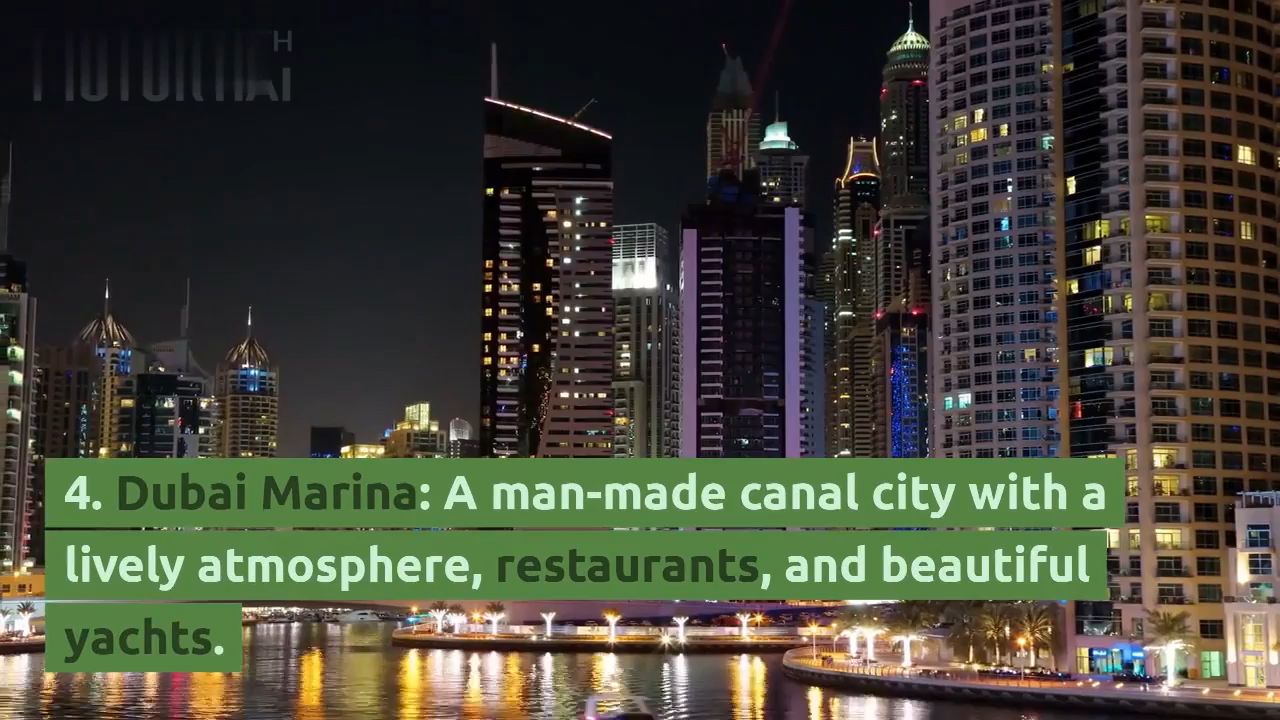 4. Dubai Marina: A man-made canal city with a
lively atmosphere, restaurants, and beautiful
yachts.